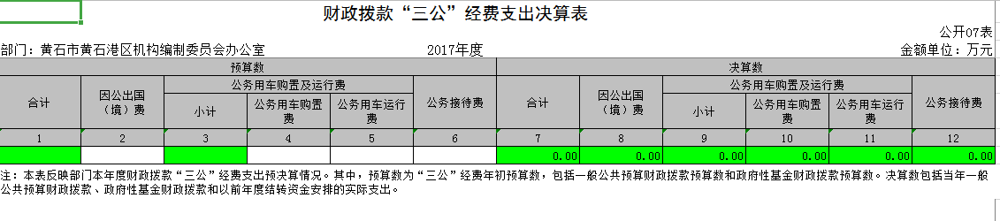 财政拨款“三公”经费支出决算表
公开07表
部门：黄石市黄石港区机构编制委员会办公室 2017年度 金额单位：万元
预算数 决算数
合计 因公出国（境）费 公务用车购置及运行费 公务接待费 合计 因公出国（境）费 公务用车购置及运行费 公务接待费
小计 公务用车购置费 公务用车运行费 小计 公务用车购置费 公务用车运行费
1 2 3 4 5 6 7 8 9 10 11 12
0.00 0.00 0.00 0.00 0.00 0.00
注：本表反映部门本年度财政拨款“三公”经费支出预决算情况。其中，预算数为“三公”经费年初预算数，包括一般公共预算财政拨款预算数和政府性基金财政拨款预算数。决算数包括当年一般
公共预算财政拨款、政府性基金财政拨款和以前年度结转资金安排的实际支出。